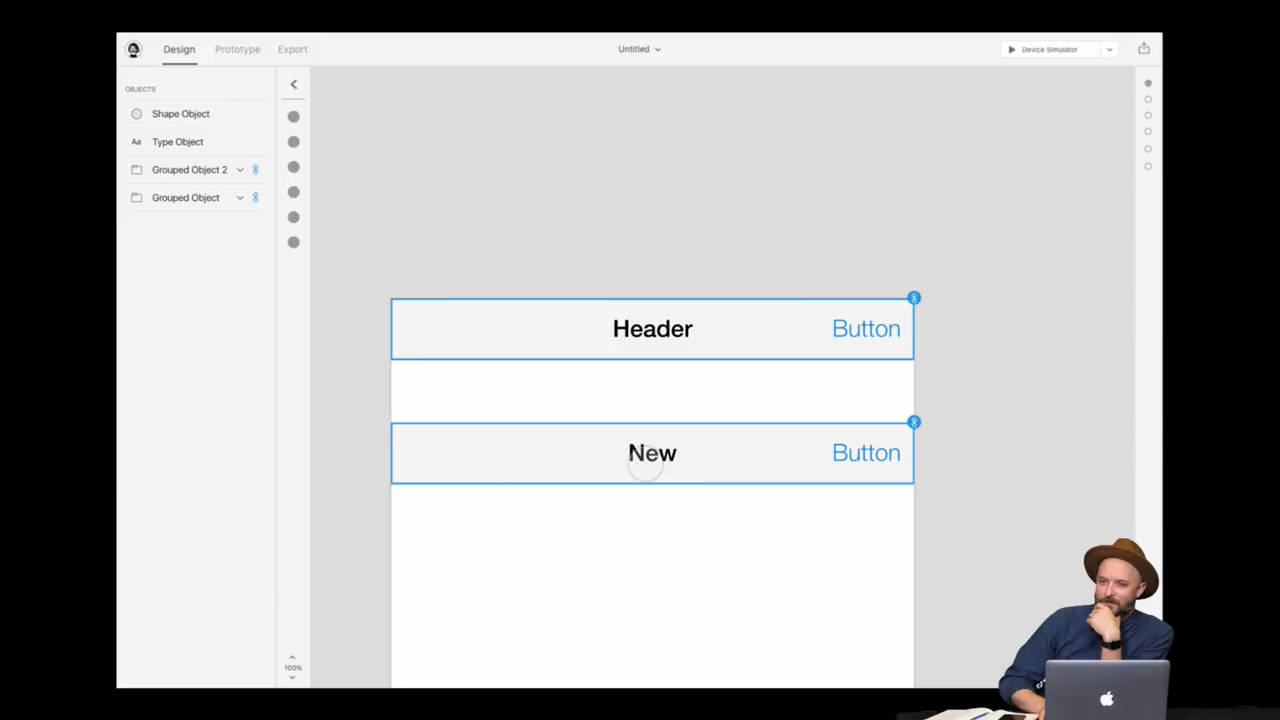 Design Prototype Export
Untitled
Device Simulator
OBJECTS
Shape Object
Aa Type Object
Grouped Object 2
Grouped Object
Header Button
New Button
100%